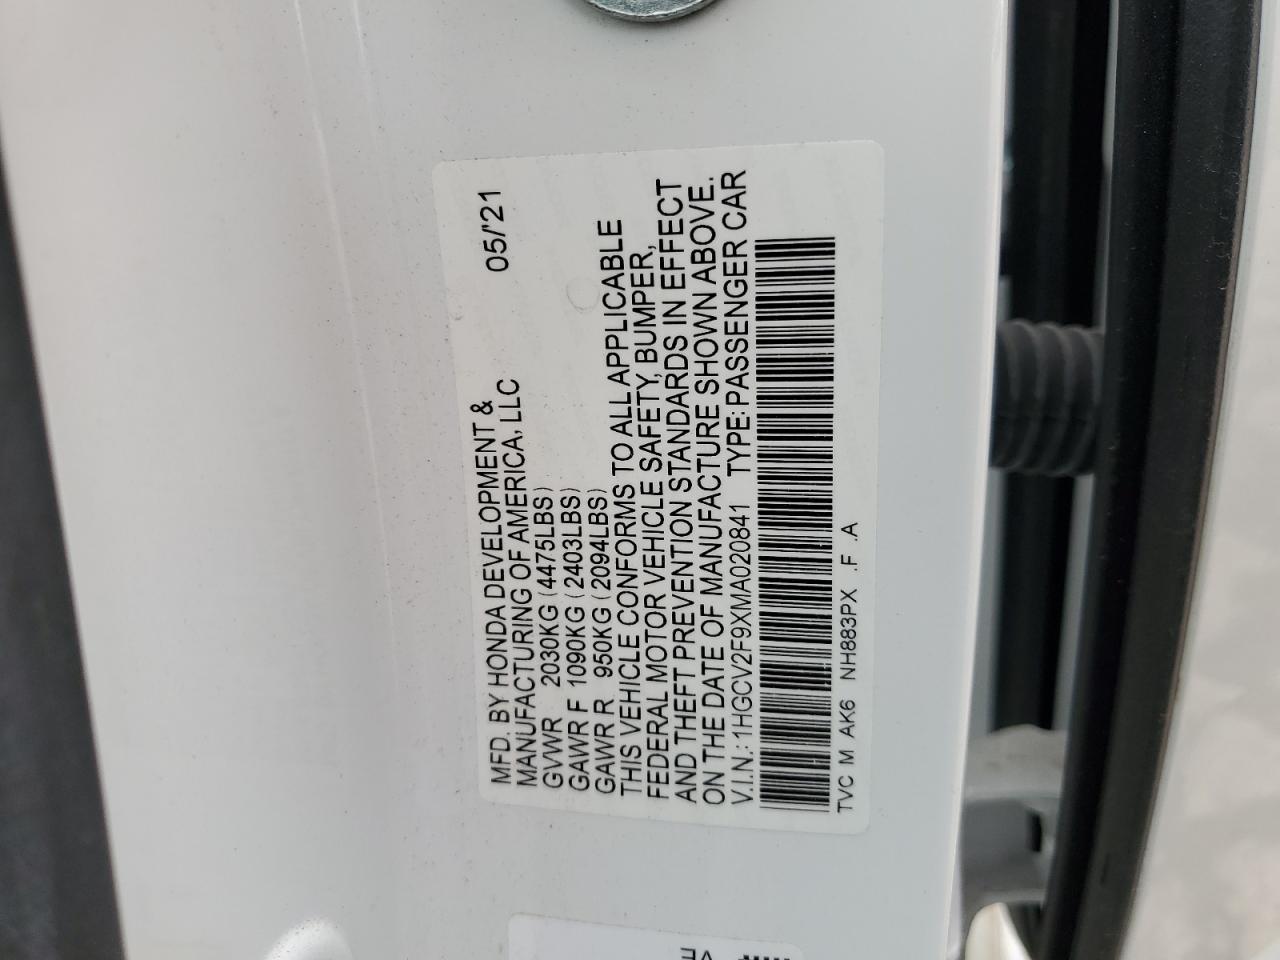 MFD. BY HONDA DEVELOPMENT &
MANUFACTURING OF AMERICA, LLC 05/'21
GVWR 2030KG (4475LBS)
GAWR F 1090KG (2403LBS)
GAWR R 950KG (2094LBS)
THIS VEHICLE CONFORMS TO ALL APPLICABLE
FEDERAL MOTOR VEHICLE SAFETY, BUMPER,
AND THEFT PREVENTION STANDARDS IN EFFECT
ON THE DATE OF MANUFACTURE SHOWN ABOVE.
V.I.N.: 1HGCV2F9XMA020841 TYPE: PASSENGER CAR
TVC M AK6 NH883PX .F .A